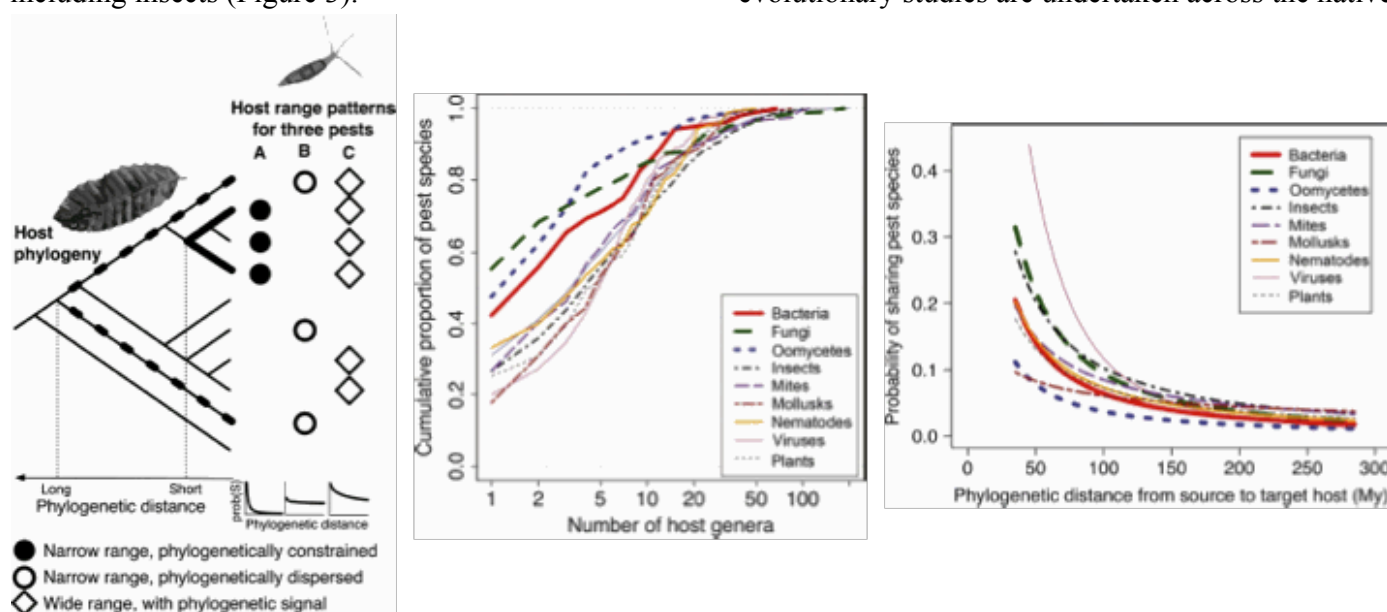 including insects (Figure 3).
evolutionary studies are undertaken across the native
Host range patterns
for three pests
A B C
Host
phylogeny
Long Short
Phylogenetic distance
prob(S)
Phylogenetic distance
Narrow range, phylogenetically constrained
Narrow range, phylogenetically dispersed
Wide range, with phylogenetic signal
Cumulative proportion of pest species
1.0
0.8
0.6
0.4
0.2
0.0
Bacteria
Fungi
Oomycetes
Insects
Mites
Mollusks
Nematodes
Viruses
Plants
1 2 5 10 20 50 100
Number of host genera
Probability of sharing pest species
0.4
0.3
0.2
0.1
0.0
Bacteria
Fungi
Oomycetes
Insects
Mites
Mollusks
Nematodes
Viruses
Plants
0 50 100 150 200 250 300
Phylogenetic distance from source to target host (My)